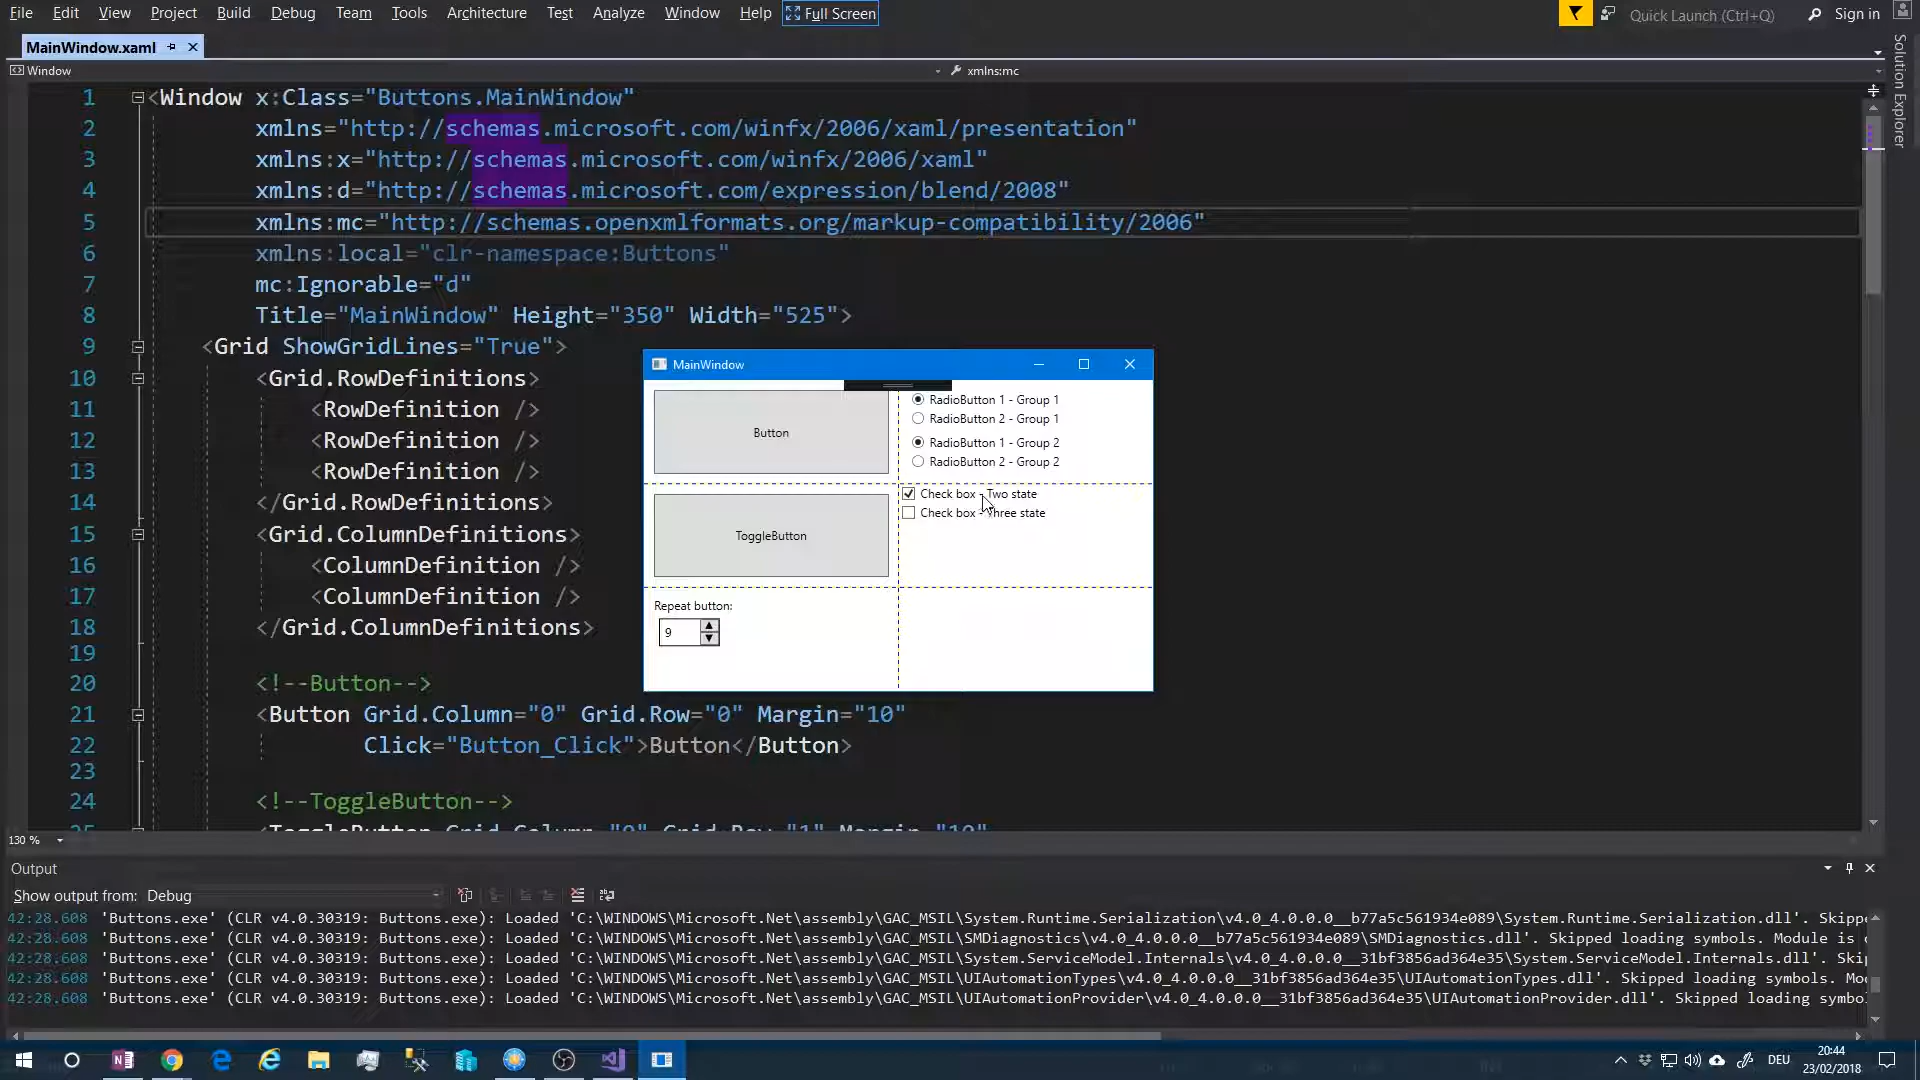 File Edit View Project Build Debug Team Tools Architecture Test Analyze Window Help Full Screen Quick Launch (Ctrl+Q) Sign in
MainWindow.xaml
Window xmlns:mc
Solution Explorer
1 <Window x:Class="Buttons.MainWindow"
2 xmlns="http://schemas.microsoft.com/winfx/2006/xaml/presentation"
3 xmlns:x="http://schemas.microsoft.com/winfx/2006/xaml"
4 xmlns:d="http://schemas.microsoft.com/expression/blend/2008"
5 xmlns:mc="http://schemas.openxmlformats.org/markup-compatibility/2006"
6 xmlns:local="clr-namespace:Buttons"
7 mc:Ignorable="d"
8 Title="MainWindow" Height="350" Width="525">
9 <Grid ShowGridLines="True">
10 <Grid.RowDefinitions>
11 <RowDefinition />
12 <RowDefinition />
13 <RowDefinition />
14 </Grid.RowDefinitions>
15 <Grid.ColumnDefinitions>
16 <ColumnDefinition />
17 <ColumnDefinition />
18 </Grid.ColumnDefinitions>
19
20 <!--Button-->
21 <Button Grid.Column="0" Grid.Row="0" Margin="10"
22 Click="Button_Click">Button</Button>
23
24 <!--ToggleButton-->
25 <ToggleButton Grid.Column="0" Grid.Row="1" Margin="10"
MainWindow
Button
RadioButton 1 - Group 1
RadioButton 2 - Group 1
RadioButton 1 - Group 2
RadioButton 2 - Group 2
ToggleButton
Check box - Two state
Check box - Three state
Repeat button:
9
130 %
Output
Show output from: Debug
42:28.608 'Buttons.exe' (CLR v4.0.30319: Buttons.exe): Loaded 'C:\WINDOWS\Microsoft.Net\assembly\GAC_MSIL\System.Runtime.Serialization\v4.0_4.0.0.0__b77a5c561934e089\System.Runtime.Serialization.dll'. Skippe
42:28.608 'Buttons.exe' (CLR v4.0.30319: Buttons.exe): Loaded 'C:\WINDOWS\Microsoft.Net\assembly\GAC_MSIL\SMDiagnostics\v4.0_4.0.0.0__b77a5c561934e089\SMDiagnostics.dll'. Skipped loading symbols. Module is
42:28.608 'Buttons.exe' (CLR v4.0.30319: Buttons.exe): Loaded 'C:\WINDOWS\Microsoft.Net\assembly\GAC_MSIL\System.ServiceModel.Internals\v4.0_4.0.0.0__31bf3856ad364e35\System.ServiceModel.Internals.dll'. Skip
42:28.608 'Buttons.exe' (CLR v4.0.30319: Buttons.exe): Loaded 'C:\WINDOWS\Microsoft.Net\assembly\GAC_MSIL\UIAutomationTypes\v4.0_4.0.0.0__31bf3856ad364e35\UIAutomationTypes.dll'. Skipped loading symbols. Mo
42:28.608 'Buttons.exe' (CLR v4.0.30319: Buttons.exe): Loaded 'C:\WINDOWS\Microsoft.Net\assembly\GAC_MSIL\UIAutomationProvider\v4.0_4.0.0.0__31bf3856ad364e35\UIAutomationProvider.dll'. Skipped loading symbo
DEU
20:44
23/02/2018